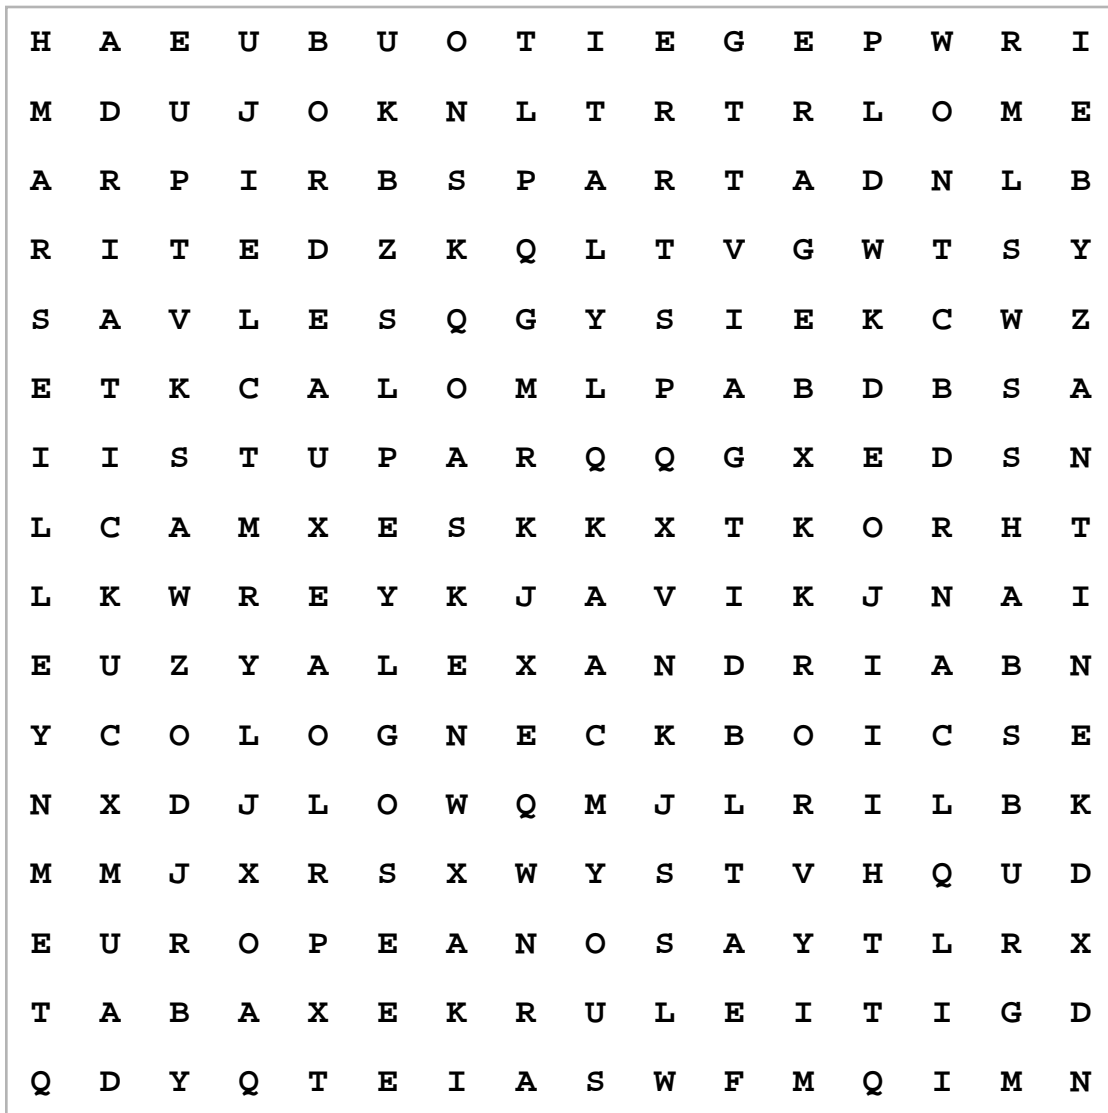 H A E U B U O T I E G E P W R I
M D U J O K N L T R T R L O M E
A R P I R B S P A R T A D N L B
R I T E D Z K Q L T V G W T S Y
S A V L E S Q G Y S I E K C W Z
E T K C A L O M L P A B D B S A
I I S T U P A R Q Q G X E D S N
L C A M X E S K K X T K O R H T
L K W R E Y K J A V I K J N A I
E U Z Y A L E X A N D R I A B N
Y C O L O G N E C K B O I C S E
N X D J L O W Q M J L R I L B K
M M J X R S X W Y S T V H Q U D
E U R O P E A N O S A Y T L R X
T A B A X E K R U L E I T I G D
Q D Y Q T E I A S W F M Q I M N